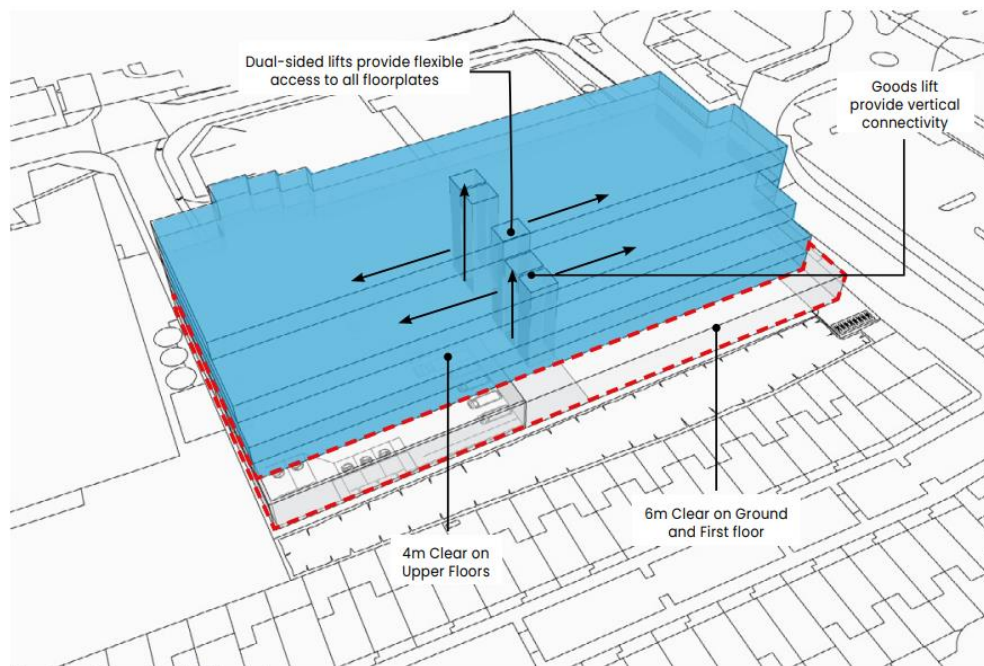 Dual-sided lifts provide flexible
access to all floorplates
Goods lift
provide vertical
connectivity
6m Clear on Ground
and First floor
4m Clear on
Upper Floors